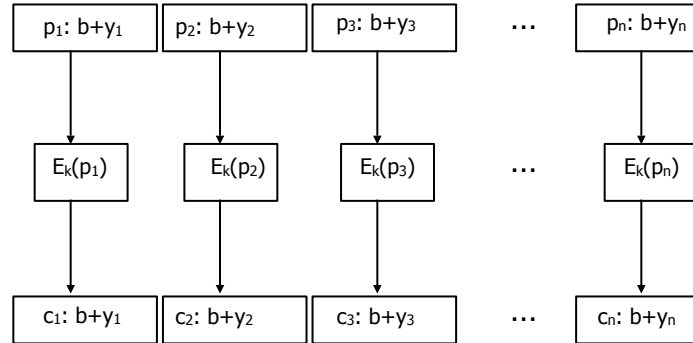 p₁: b+y₁ p₂: b+y₂ p₃: b+y₃ ... pₙ: b+yₙ
Eₖ(p₁) Eₖ(p₂) Eₖ(p₃) ... Eₖ(pₙ)
c₁: b+y₁ c₂: b+y₂ c₃: b+y₃ ... cₙ: b+yₙ